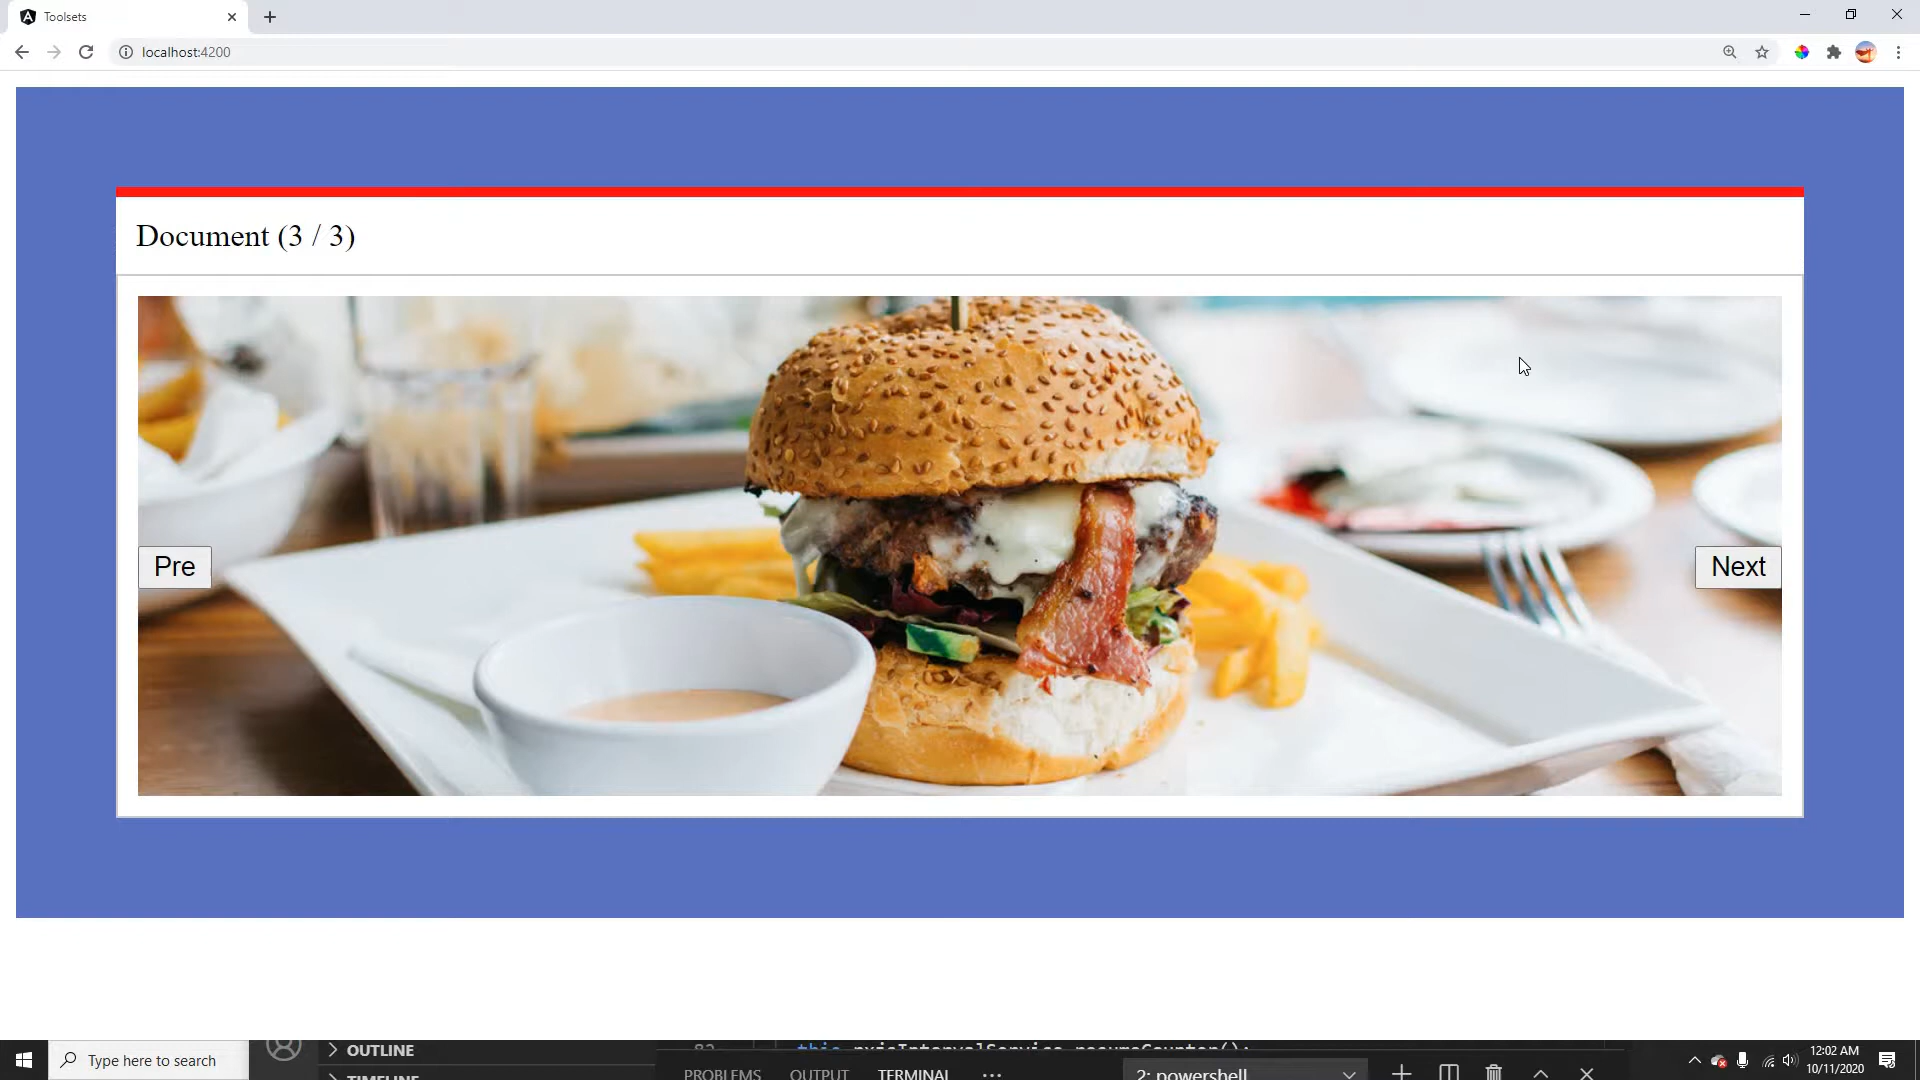 Toolsets
localhost:4200
Document (3 / 3)
Pre
Next
Type here to search
OUTLINE
TIMELINE
PROBLEMS OUTPUT TERMINAL ...
2: powershell
12:02 AM
10/11/2020